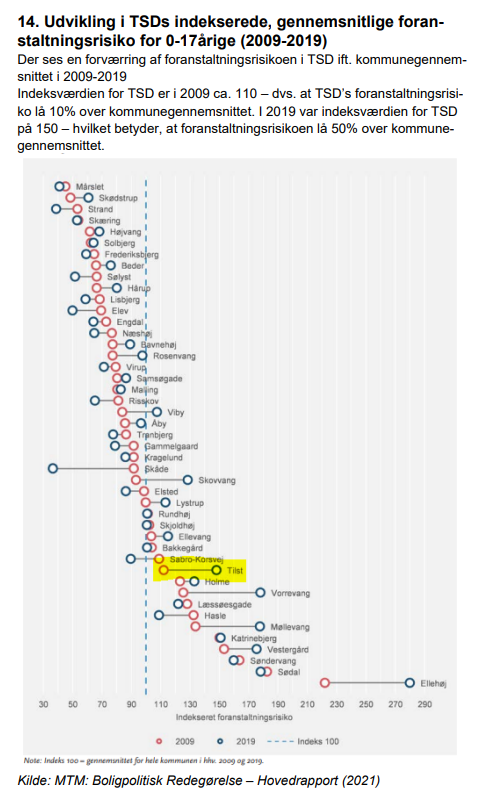 14. Udvikling i TSDs indekserede, gennemsnitlige foran-
staltningsrisiko for 0-17årige (2009-2019)
Der ses en forværring af foranstaltningsrisikoen i TSD ift. kommunegennem-
snittet i 2009-2019
Indeksværdien for TSD er i 2009 ca. 110 – dvs. at TSD's foranstaltningsrisi-
ko lå 10% over kommunegennemsnittet. I 2019 var indeksværdien for TSD
på 150 – hvilket betyder, at foranstaltningsrisikoen lå 50% over kommune-
gennemsnittet.
Mårslet
Skødstrup
Strand
Skæring
Højvang
Solbjerg
Frederiksbjerg
Beder
Sølyst
Hårup
Lisbjerg
Elev
Engdal
Næshøj
Bavnehøj
Rosenvang
Virup
Samsøgade
Malling
Risskov
Viby
Åby
Tranbjerg
Gammelgaard
Kragelund
Skåde
Skovvang
Elsted
Lystrup
Rundhøj
Skjoldhøj
Ellevang
Bakkegård
Sabro-Korsvej
Tilst
Holme
Vorrevang
Læssøesgade
Hasle
Møllevang
Katrinebjerg
Vestergård
Søndervang
Sødal
Ellehøj
30 50 70 90 110 130 150 170 190 210 230 250 270 290
Indekseret foranstaltningsrisiko
2009 2019 Indeks 100
Note: Indeks 100 = gennemsnittet for hele kommunen i hhv. 2009 og 2019.
Kilde: MTM: Boligpolitisk Redegørelse – Hovedrapport (2021)